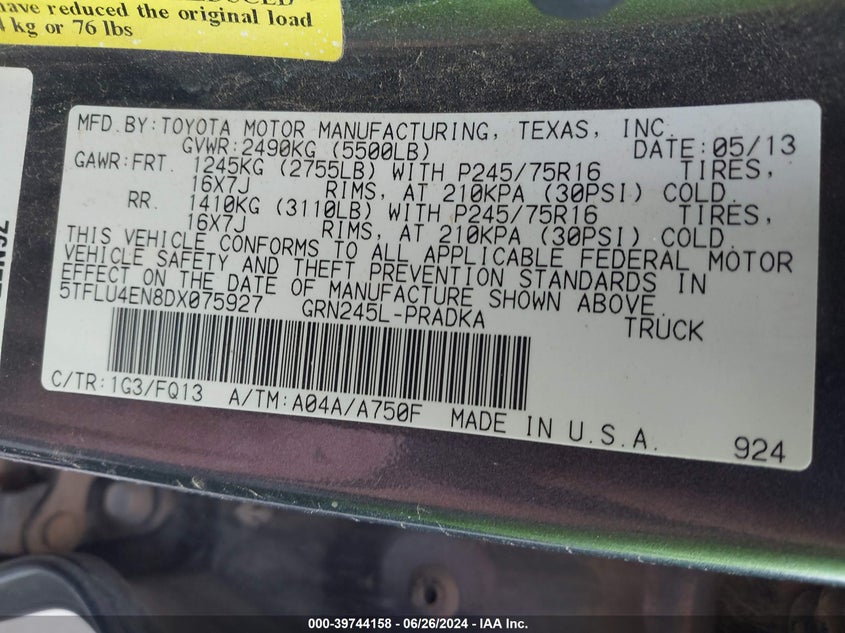 have reduced the original load
kg or 76 lbs
MFD.BY:TOYOTA MOTOR MANUFACTURING, TEXAS, INC.
GVWR:2490KG (5500LB) DATE:05/13
GAWR:FRT. 1245KG (2755LB) WITH P245/75R16 TIRES,
16X7J RIMS, AT 210KPA (30PSI) COLD.
RR. 1410KG (3110LB) WITH P245/75R16 TIRES,
16X7J RIMS, AT 210KPA (30PSI) COLD.
THIS VEHICLE CONFORMS TO ALL APPLICABLE FEDERAL MOTOR
VEHICLE SAFETY AND THEFT PREVENTION STANDARDS IN
EFFECT ON THE DATE OF MANUFACTURE SHOWN ABOVE.
5TFLU4EN8DX075927 GRN245L-PRADKA TRUCK
C/TR:1G3/FQ13 A/TM:A04A/A750F MADE IN U.S.A.
924
000-39744158 - 06/26/2024 - IAA Inc.